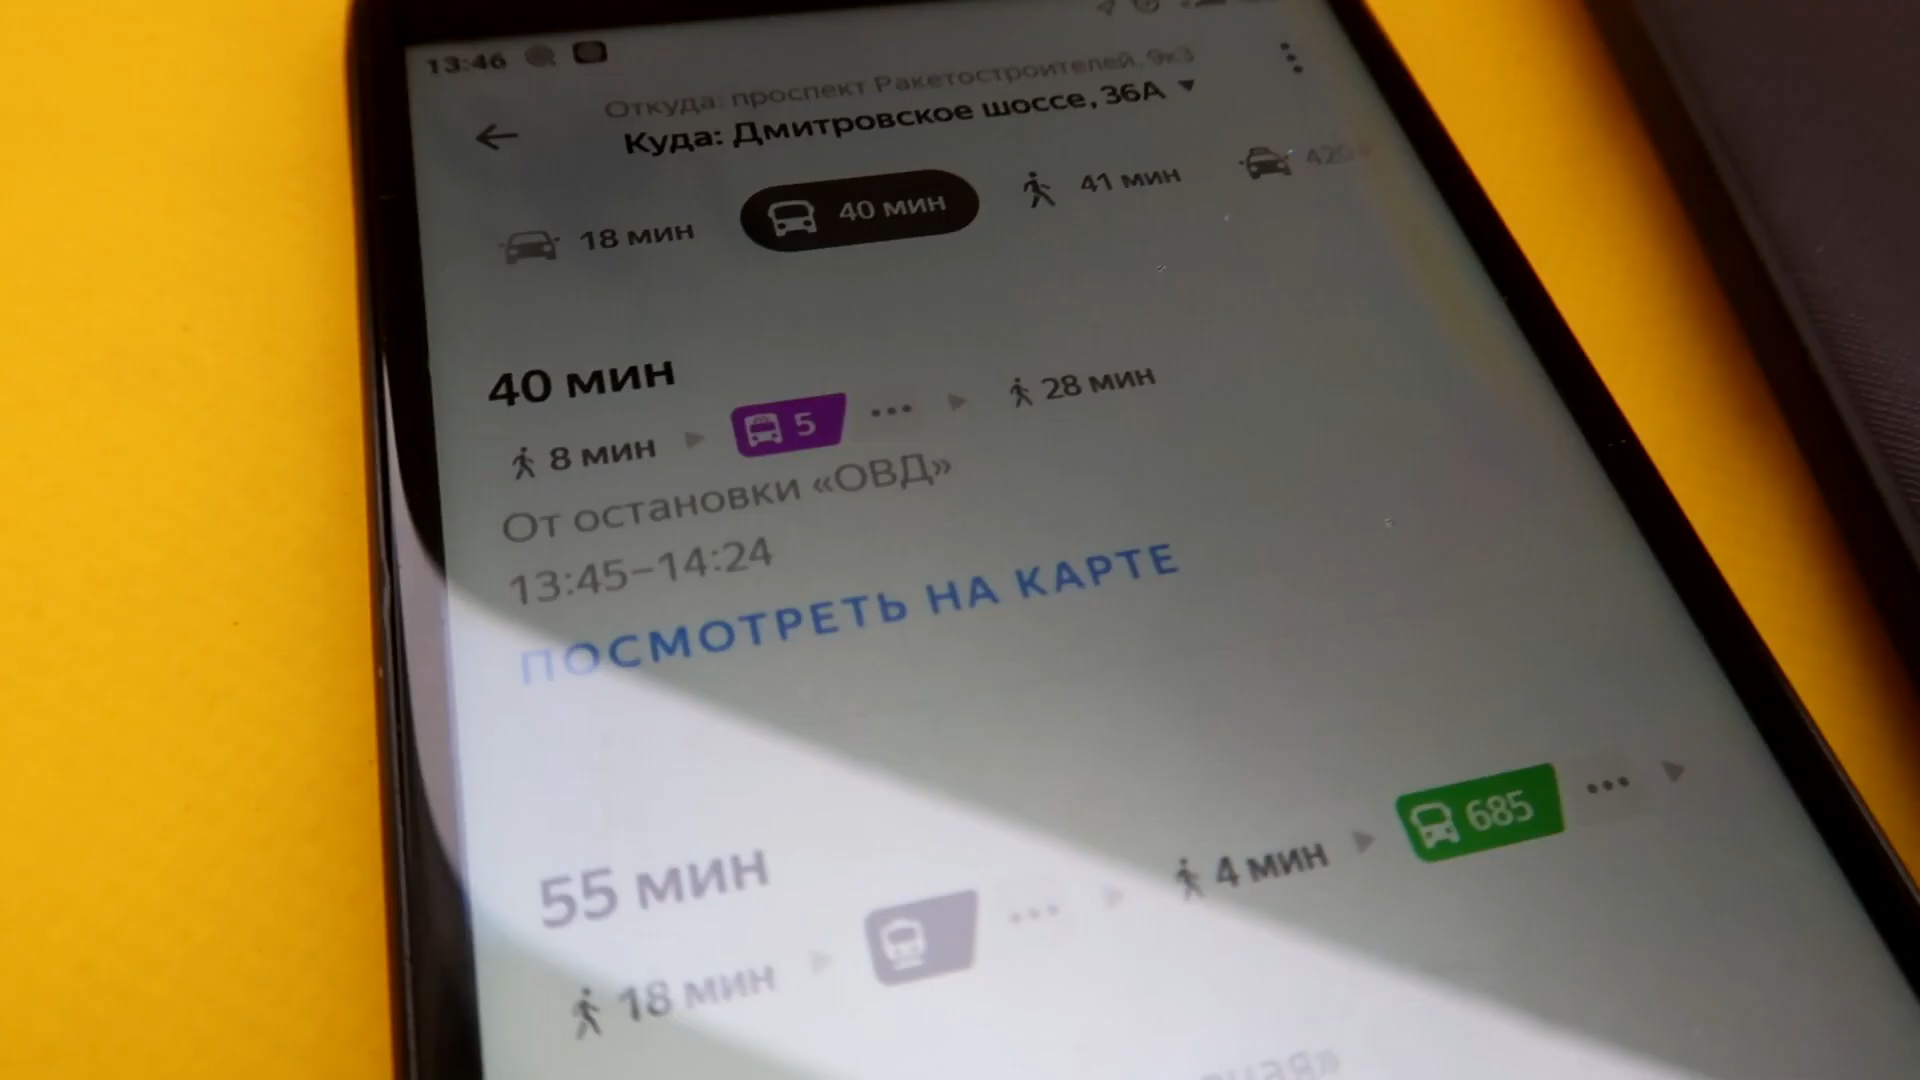 13:46
Откуда: проспект Ракетостроителей, 9к3
Куда: Дмитровское шоссе, 36А
18 мин
40 мин
41 мин
420
40 мин
8 мин 5 ... 28 мин
От остановки «ОВД»
13:45–14:24
ПОСМОТРЕТЬ НА КАРТЕ
55 мин
18 мин ... 4 мин 685 ...